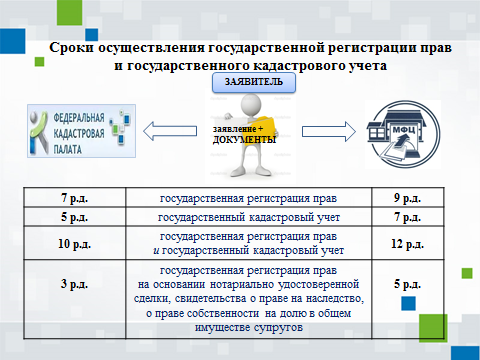 Сроки осуществления государственной регистрации прав
и государственного кадастрового учета
ЗАЯВИТЕЛЬ
ФЕДЕРАЛЬНАЯ
КАДАСТРОВАЯ
ПАЛАТА
заявление +
ДОКУМЕНТЫ
МФЦ
7 р.д.
государственная регистрация прав
9 р.д.
5 р.д.
государственный кадастровый учет
7 р.д.
10 р.д.
государственная регистрация прав
и государственный кадастровый учет
12 р.д.
3 р.д.
государственная регистрация прав
на основании нотариально удостоверенной
сделки, свидетельства о праве на наследство,
о праве собственности на долю в общем
имуществе супругов
5 р.д.